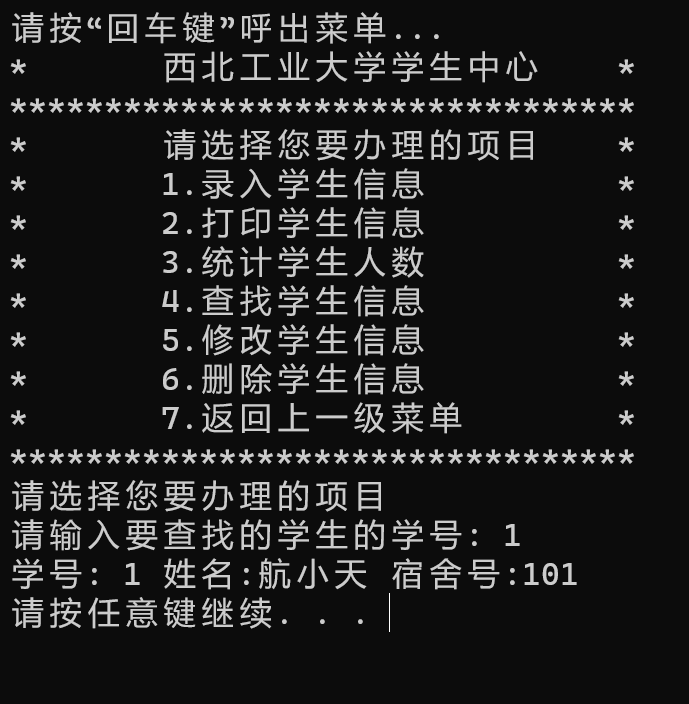 请按“回车键”呼出菜单...
*       西北工业大学学生中心    *
*********************************
*       请选择您要办理的项目    *
*       1.录入学生信息          *
*       2.打印学生信息          *
*       3.统计学生人数          *
*       4.查找学生信息          *
*       5.修改学生信息          *
*       6.删除学生信息          *
*       7.返回上一级菜单        *
*********************************
请选择您要办理的项目
请输入要查找的学生的学号: 1
学号: 1 姓名:航小天 宿舍号:101
请按任意键继续. . .